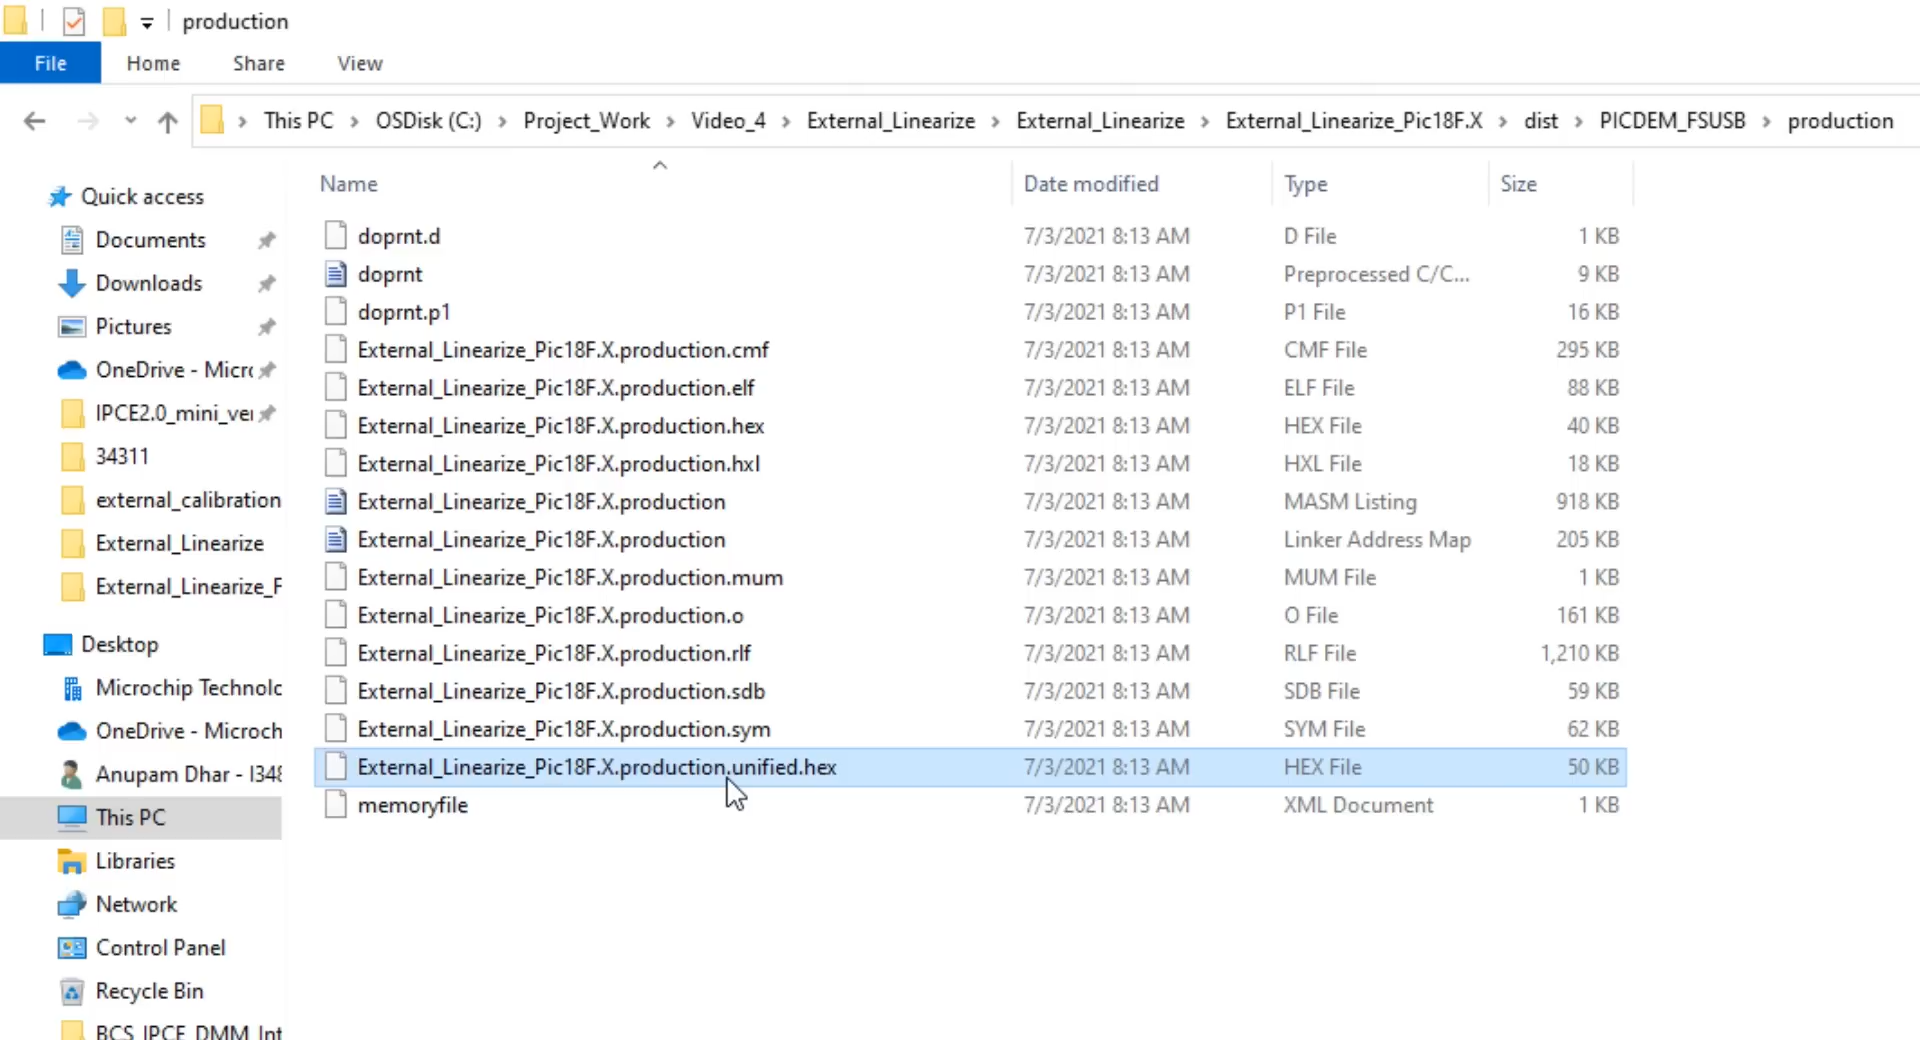 production
File Home Share View
This PC > OSDisk (C:) > Project_Work > Video_4 > External_Linearize > External_Linearize > External_Linearize_Pic18F.X > dist > PICDEM_FSUSB > production
Quick access
Documents
Downloads
Pictures
OneDrive - Micro
IPCE2.0_mini_ver
34311
external_calibration
External_Linearize
External_Linearize_F
Desktop
Microchip Technolo
OneDrive - Microch
Anupam Dhar - I348
This PC
Libraries
Network
Control Panel
Recycle Bin
BCS_IPCE_DMM_Int
Name Date modified Type Size
doprnt.d 7/3/2021 8:13 AM D File 1 KB
doprnt 7/3/2021 8:13 AM Preprocessed C/C... 9 KB
doprnt.p1 7/3/2021 8:13 AM P1 File 16 KB
External_Linearize_Pic18F.X.production.cmf 7/3/2021 8:13 AM CMF File 295 KB
External_Linearize_Pic18F.X.production.elf 7/3/2021 8:13 AM ELF File 88 KB
External_Linearize_Pic18F.X.production.hex 7/3/2021 8:13 AM HEX File 40 KB
External_Linearize_Pic18F.X.production.hxl 7/3/2021 8:13 AM HXL File 18 KB
External_Linearize_Pic18F.X.production 7/3/2021 8:13 AM MASM Listing 918 KB
External_Linearize_Pic18F.X.production 7/3/2021 8:13 AM Linker Address Map 205 KB
External_Linearize_Pic18F.X.production.mum 7/3/2021 8:13 AM MUM File 1 KB
External_Linearize_Pic18F.X.production.o 7/3/2021 8:13 AM O File 161 KB
External_Linearize_Pic18F.X.production.rlf 7/3/2021 8:13 AM RLF File 1,210 KB
External_Linearize_Pic18F.X.production.sdb 7/3/2021 8:13 AM SDB File 59 KB
External_Linearize_Pic18F.X.production.sym 7/3/2021 8:13 AM SYM File 62 KB
External_Linearize_Pic18F.X.production.unified.hex 7/3/2021 8:13 AM HEX File 50 KB
memoryfile 7/3/2021 8:13 AM XML Document 1 KB